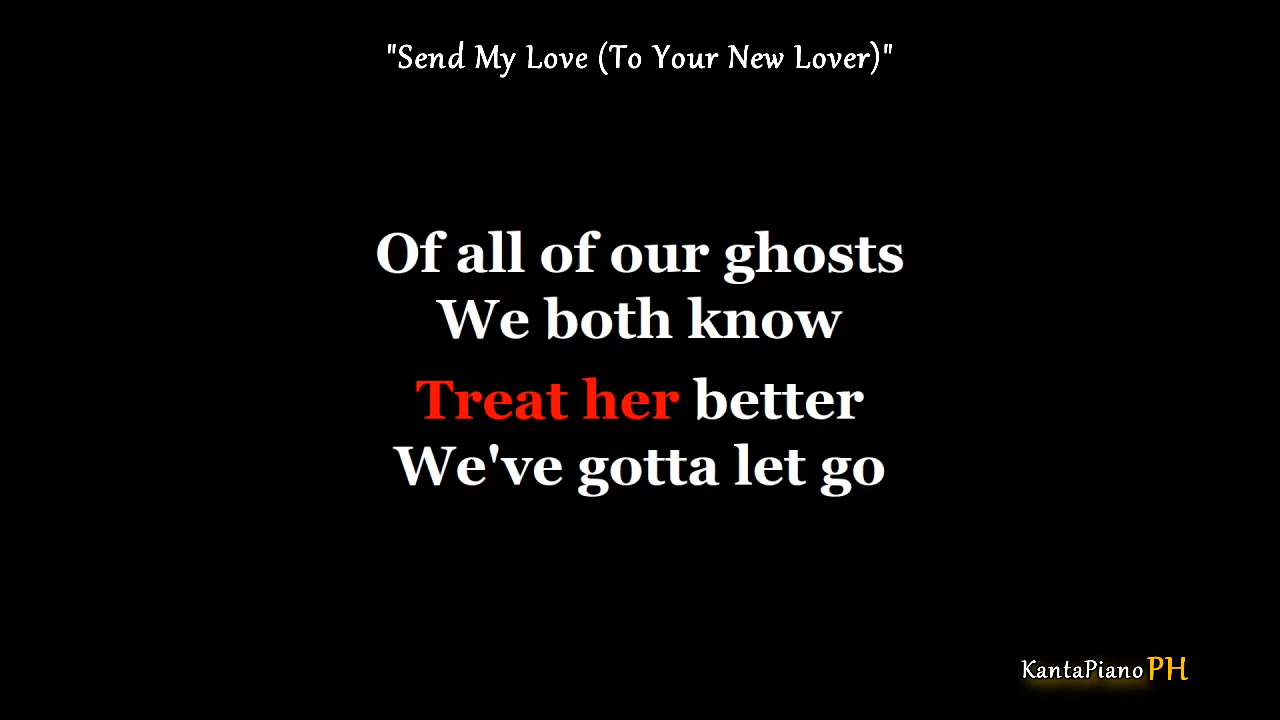 "Send My Love (To Your New Lover)"
Of all of our ghosts
We both know
Treat her better
We've gotta let go
KantaPiano PH